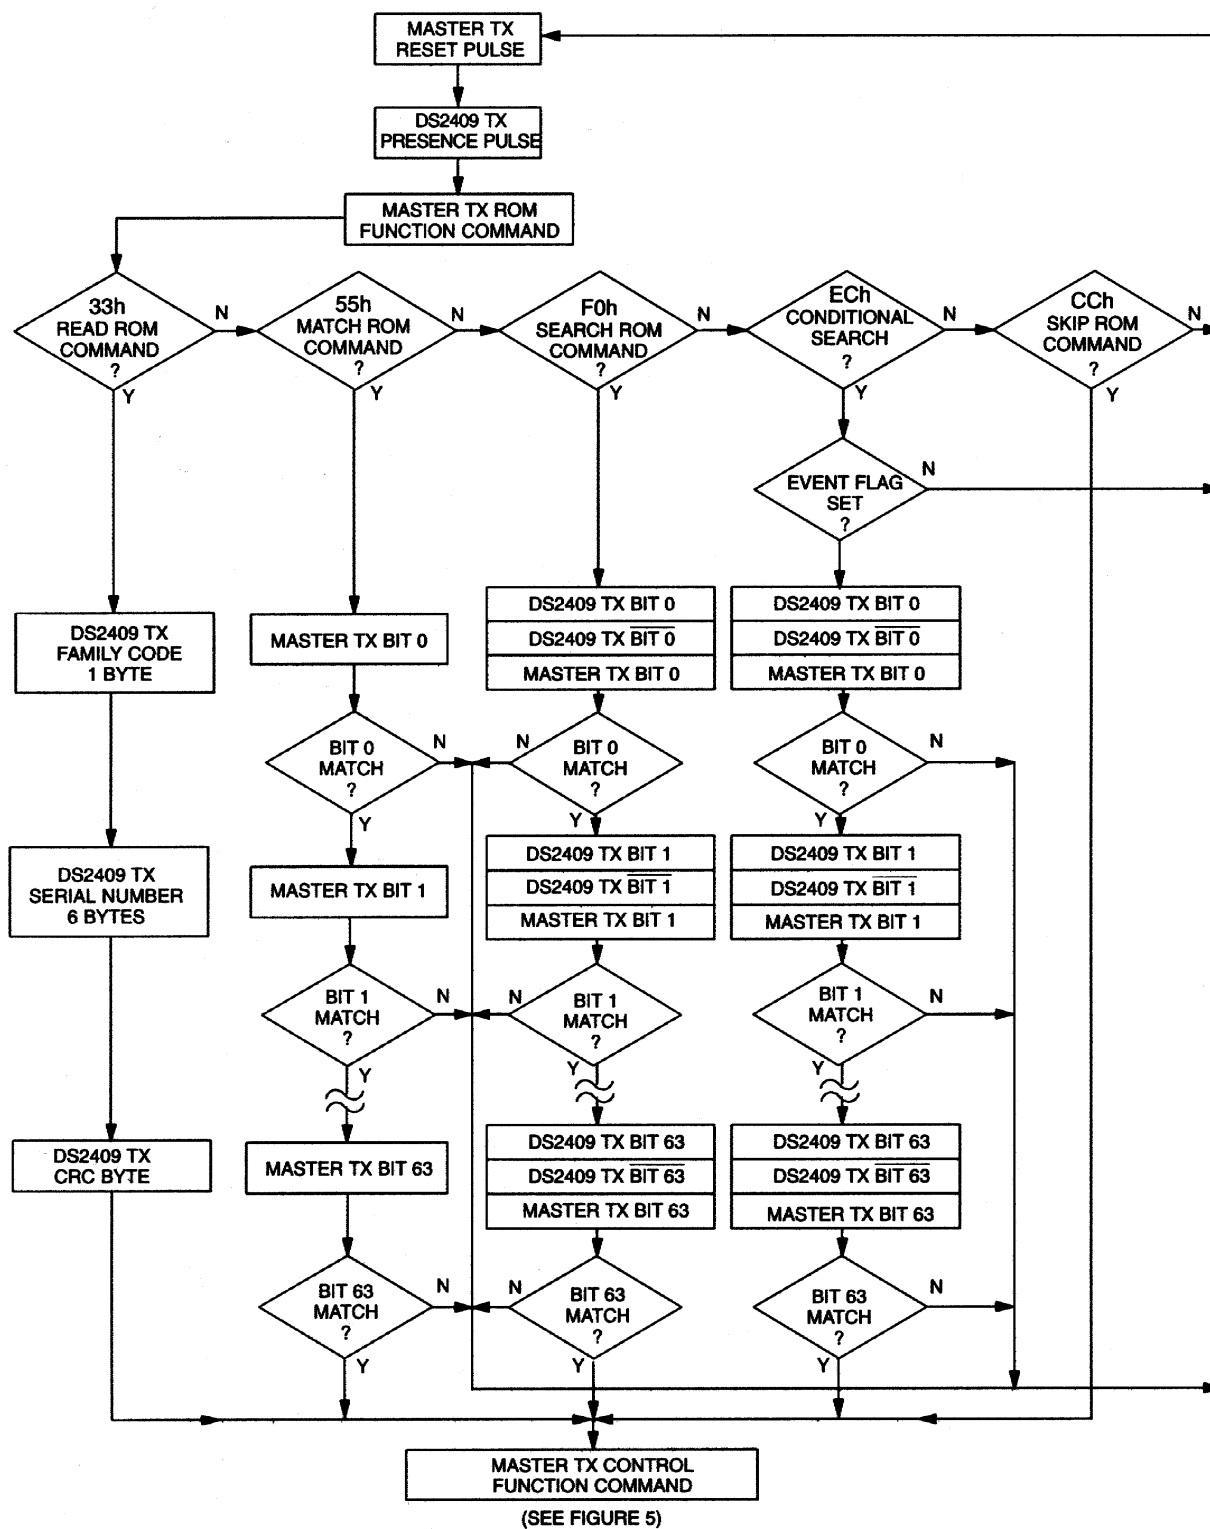 MASTER TX
RESET PULSE
DS2409 TX
PRESENCE PULSE
MASTER TX ROM
FUNCTION COMMAND
33h
READ ROM
COMMAND
?
N
Y
55h
MATCH ROM
COMMAND
?
N
Y
F0h
SEARCH ROM
COMMAND
?
N
Y
ECh
CONDITIONAL
SEARCH
?
N
Y
CCh
SKIP ROM
COMMAND
?
N
Y
EVENT FLAG
SET
?
N
DS2409 TX
FAMILY CODE
1 BYTE
DS2409 TX
SERIAL NUMBER
6 BYTES
DS2409 TX
CRC BYTE
MASTER TX BIT 0
BIT 0
MATCH
?
N
Y
MASTER TX BIT 1
BIT 1
MATCH
?
N
Y
MASTER TX BIT 63
BIT 63
MATCH
?
N
Y
DS2409 TX BIT 0
DS2409 TX BIT 0
MASTER TX BIT 0
N
BIT 0
MATCH
?
Y
DS2409 TX BIT 1
DS2409 TX BIT 1
MASTER TX BIT 1
N
BIT 1
MATCH
?
Y
DS2409 TX BIT 63
DS2409 TX BIT 63
MASTER TX BIT 63
N
BIT 63
MATCH
?
Y
DS2409 TX BIT 0
DS2409 TX BIT 0
MASTER TX BIT 0
BIT 0
MATCH
?
N
Y
DS2409 TX BIT 1
DS2409 TX BIT 1
MASTER TX BIT 1
BIT 1
MATCH
?
N
Y
DS2409 TX BIT 63
DS2409 TX BIT 63
MASTER TX BIT 63
BIT 63
MATCH
?
N
Y
MASTER TX CONTROL
FUNCTION COMMAND
(SEE FIGURE 5)